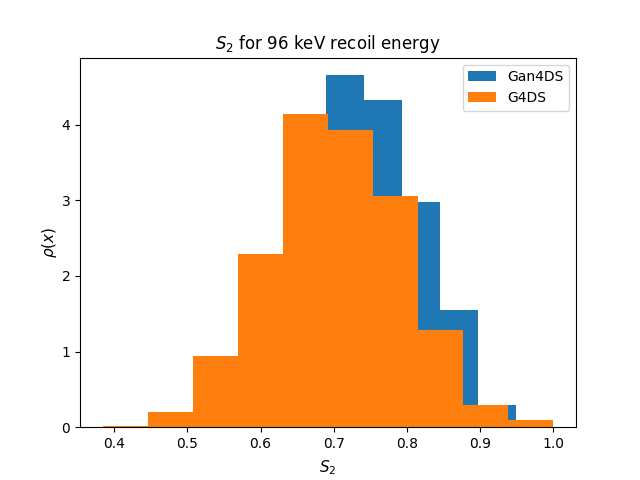 S₂ for 96 keV recoil energy
Gan4DS
G4DS
ρ(x)
4
3
2
1
0
0.4 0.5 0.6 0.7 0.8 0.9 1.0
S₂